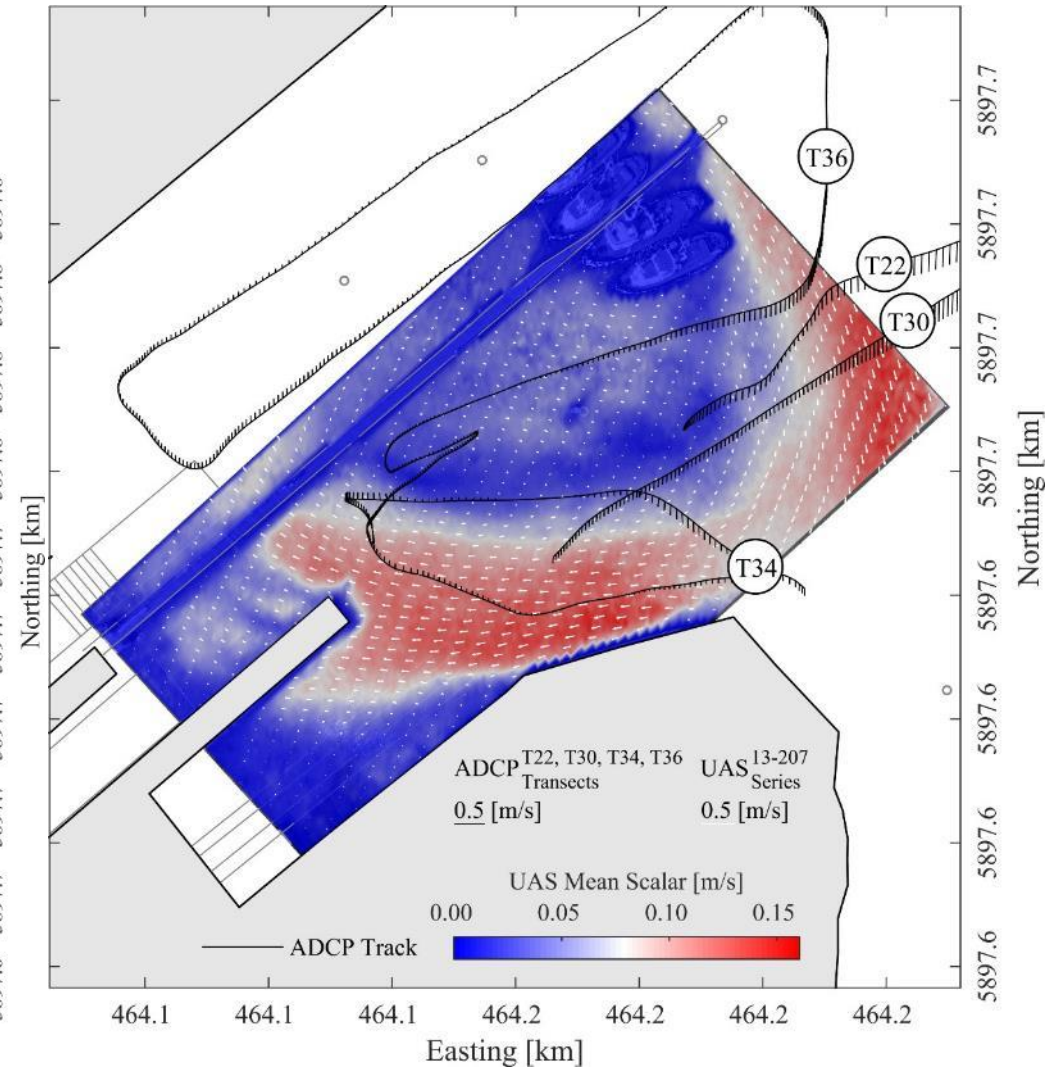 T36
T22
T30
T34
5897.7
5897.7
5897.7
5897.7
5897.6
5897.6
5897.6
5897.6
Northing [km]
Northing [km]
ADCP T22, T30, T34, T36 Transects
UAS 13-207 Series
0.5 [m/s]
0.5 [m/s]
UAS Mean Scalar [m/s]
0.00 0.05 0.10 0.15
ADCP Track
464.1 464.1 464.1 464.2 464.2 464.2 464.2
Easting [km]